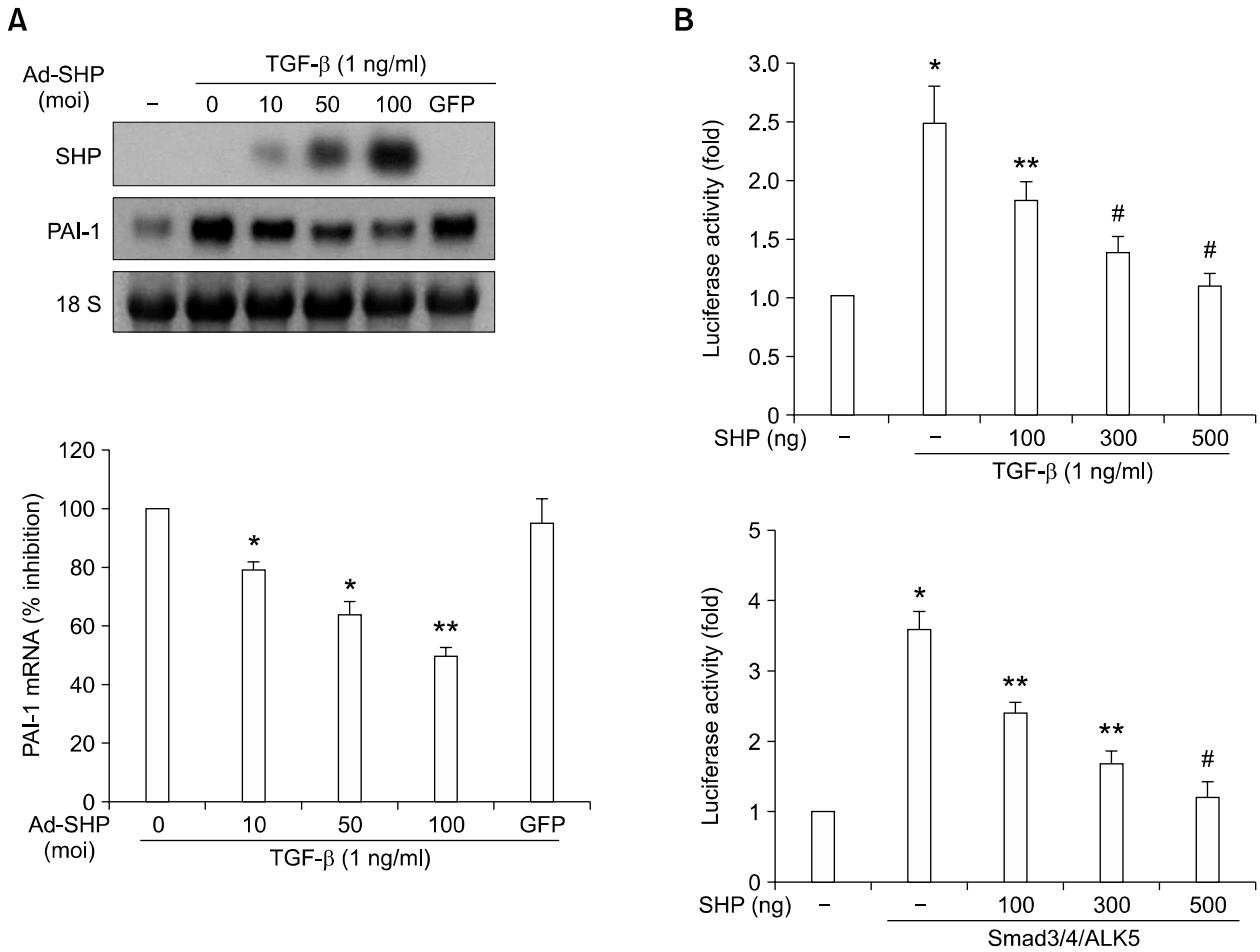 A
TGF-β (1 ng/ml)
Ad-SHP
(moi)
– 0 10 50 100 GFP
SHP
PAI-1
18 S
PAI-1 mRNA (% inhibition)
120
100
80
60
40
20
0
* * **
Ad-SHP
(moi)
0 10 50 100 GFP
TGF-β (1 ng/ml)
B
Luciferase activity (fold)
3.0
2.5
2.0
1.5
1.0
0.5
0
* ** # #
SHP (ng) – – 100 300 500
TGF-β (1 ng/ml)
Luciferase activity (fold)
5
4
3
2
1
0
* ** ** #
SHP (ng) – – 100 300 500
Smad3/4/ALK5